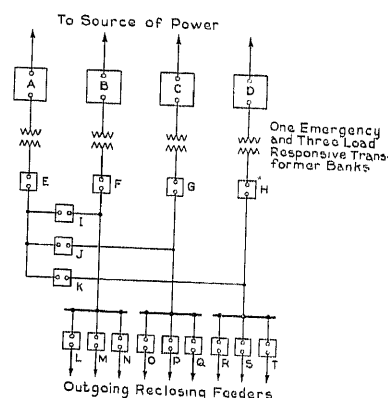 To Source of Power
A
B
C
D
One Emergency
and Three Load
Responsive Trans-
former Banks
E
F
G
H
I
J
K
L
M
N
O
P
Q
R
S
T
Outgoing Reclosing Feeders